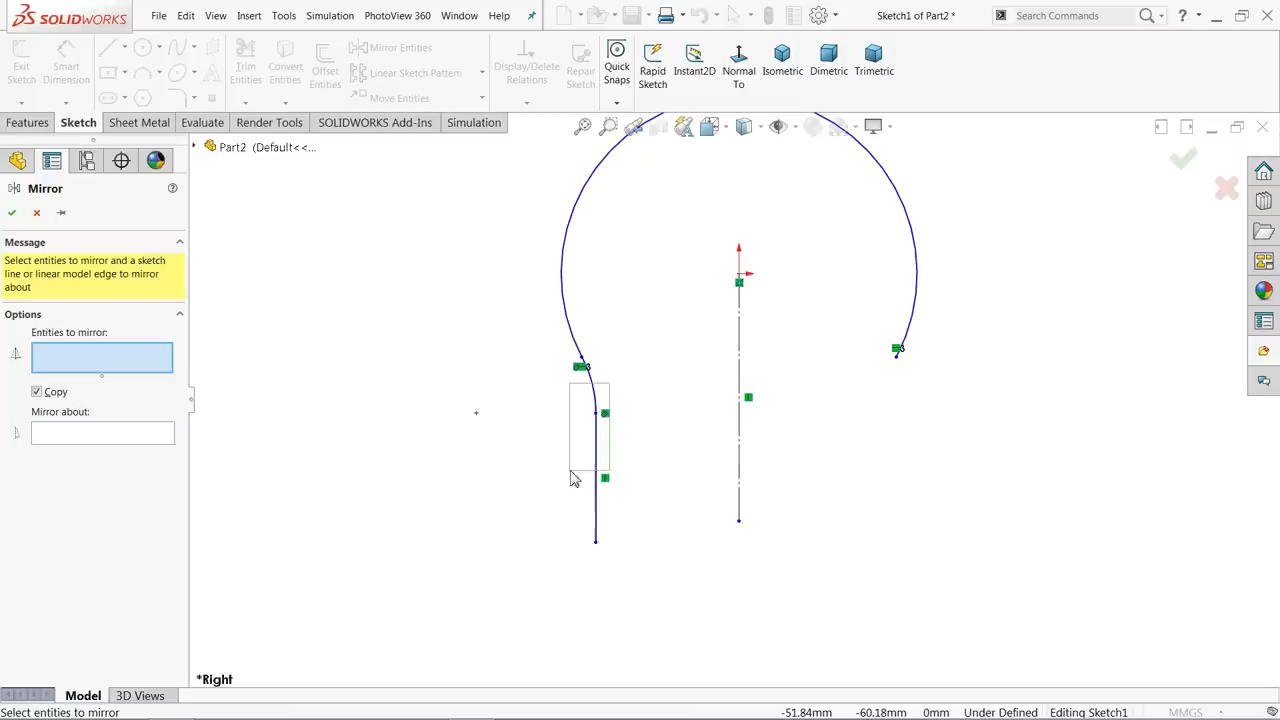 SOLIDWORKS
File Edit View Insert Tools Simulation PhotoView 360 Window Help
Sketch1 of Part2 *
Search Commands
?
Exit Sketch
Smart Dimension
Trim Entities
Convert Entities
Offset Entities
Mirror Entities
Linear Sketch Pattern
Move Entities
Display/Delete Relations
Repair Sketch
Quick Snaps
Rapid Sketch
Instant2D
Normal To
Isometric
Dimetric
Trimetric
Features Sketch Sheet Metal Evaluate Render Tools SOLIDWORKS Add-Ins Simulation
Part2 (Default<<...
Mirror
?
Message
Select entities to mirror and a sketch
line or linear model edge to mirror
about
Options
Entities to mirror:
Copy
Mirror about:
3
3
*Right
Model 3D Views
Select entities to mirror
-51.84mm -60.18mm 0mm Under Defined Editing Sketch1 MMGS